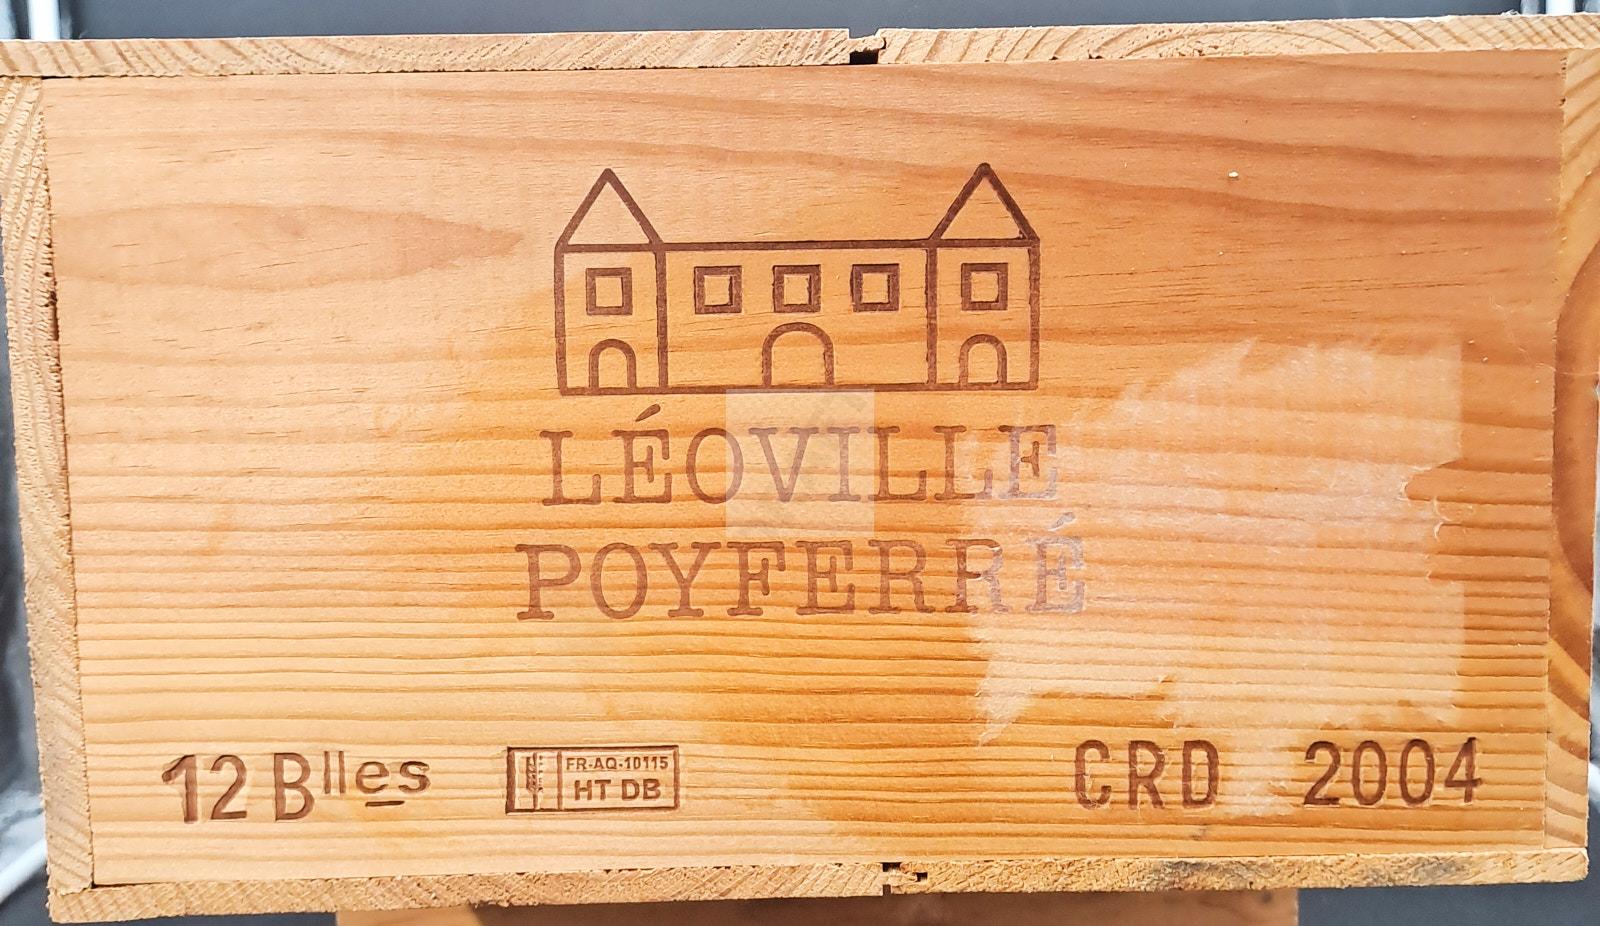 LÉOVILLE
POYFERRÉ
12 Blles
FR-AQ-10115
HT DB
CRD 2004